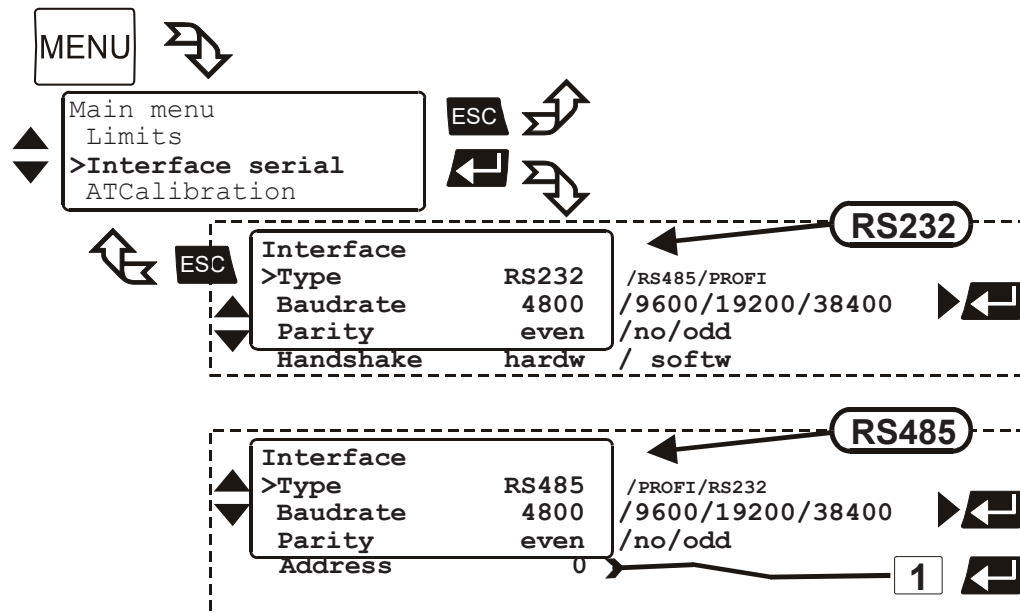 MENU
Main menu
Limits
>Interface serial
ATCalibration
ESC
RS232
ESC
Interface
>Type RS232 /RS485/PROFI
Baudrate 4800 /9600/19200/38400
Parity even /no/odd
Handshake hardw / softw
RS485
Interface
>Type RS485 /PROFI/RS232
Baudrate 4800 /9600/19200/38400
Parity even /no/odd
Address 0 1